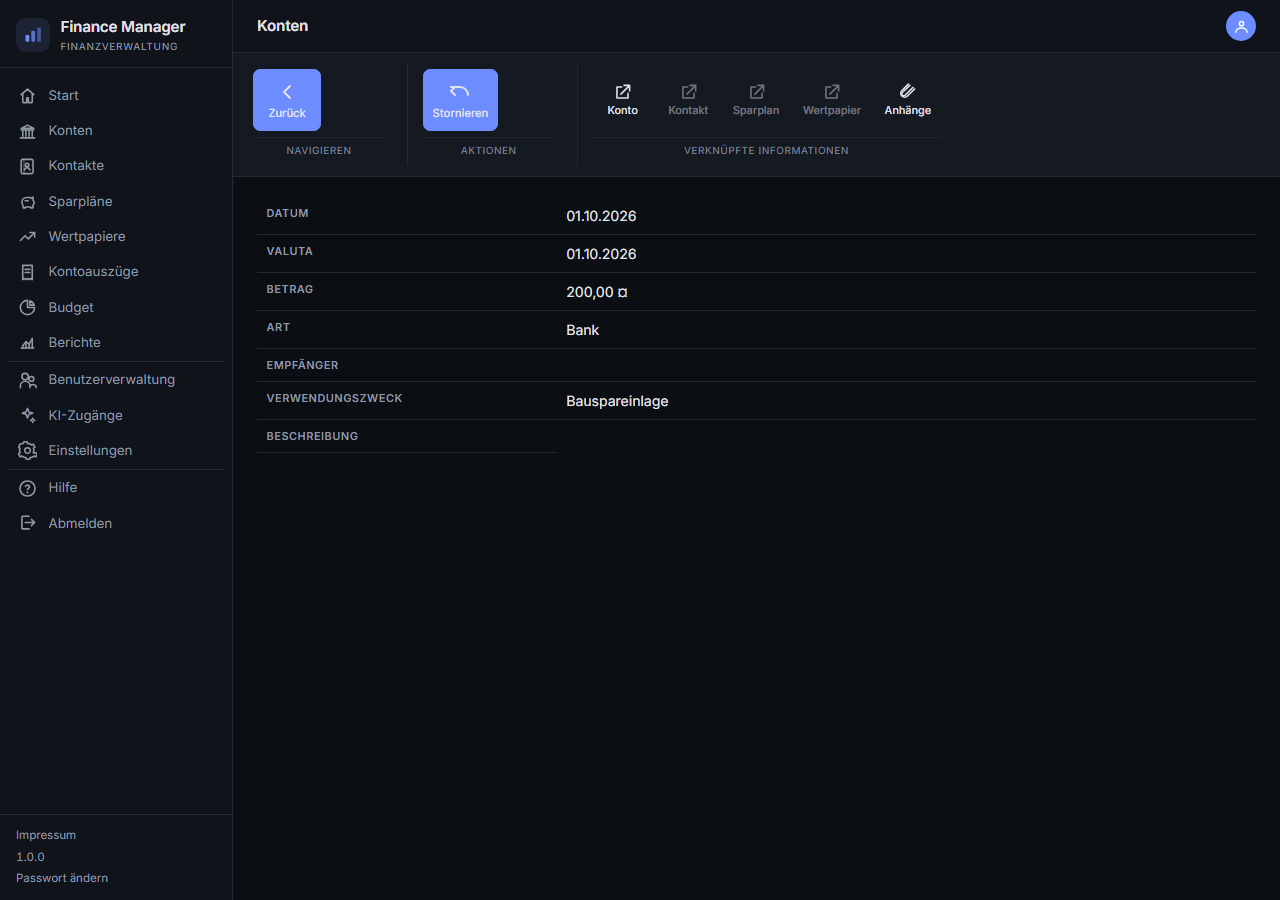 Finance Manager
FINANZVERWALTUNG
Start
Konten
Kontakte
Sparpläne
Wertpapiere
Kontoauszüge
Budget
Berichte
Benutzerverwaltung
KI-Zugänge
Einstellungen
Hilfe
Abmelden
Impressum
1.0.0
Passwort ändern
Konten
Zurück
NAVIGIEREN
Stornieren
AKTIONEN
Konto Kontakt Sparplan Wertpapier Anhänge
VERKNÜPFTE INFORMATIONEN
DATUM 01.10.2026
VALUTA 01.10.2026
BETRAG 200,00 ¤
ART Bank
EMPFÄNGER
VERWENDUNGSZWECK Bauspareinlage
BESCHREIBUNG